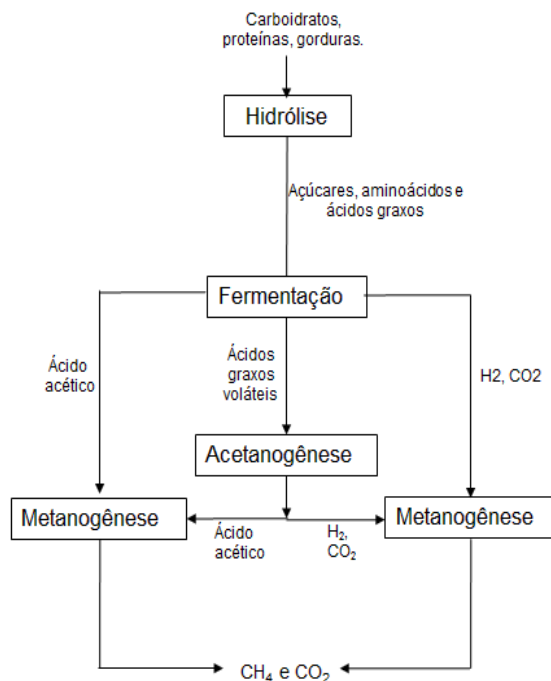 Carboidratos,
proteínas, gorduras.
Hidrólise
Açúcares, aminoácidos e
ácidos graxos
Fermentação
Ácido
acético
Ácidos
graxos
voláteis
H2, CO2
Acetanogênese
Metanogênese
Metanogênese
Ácido
acético
H₂,
CO₂
CH₄ e CO₂